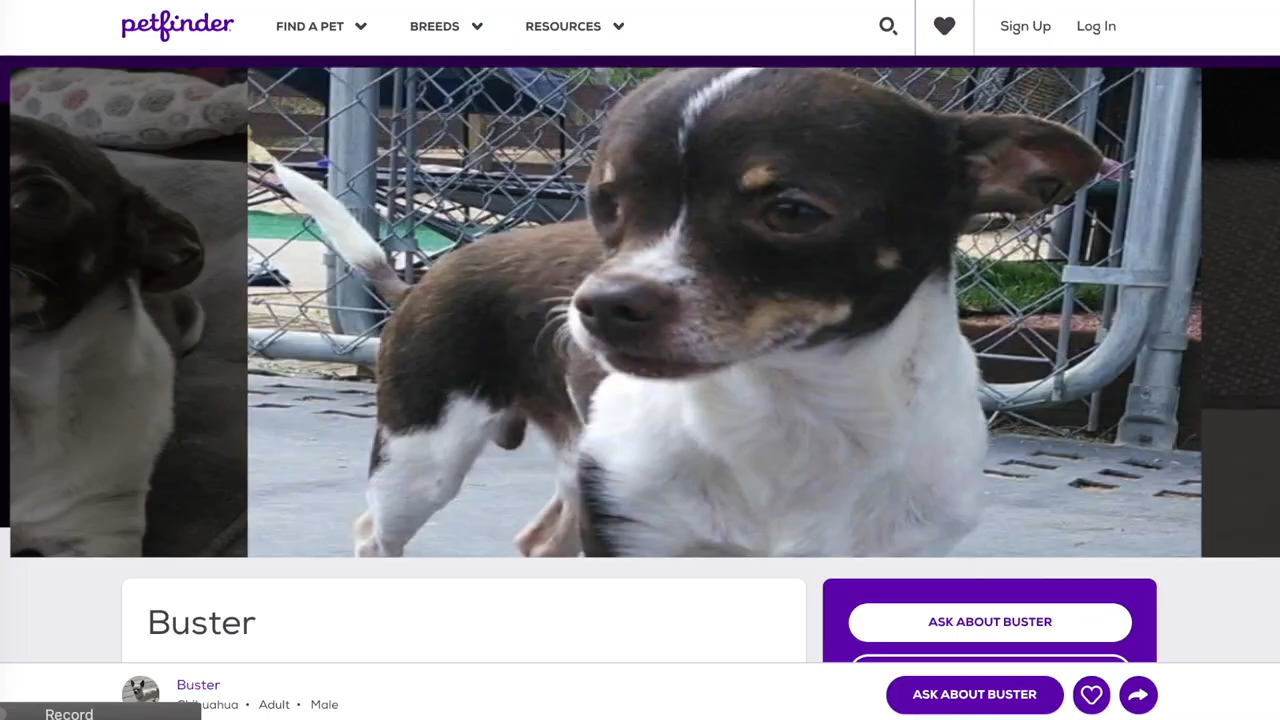 petfinder
FIND A PET
BREEDS
RESOURCES
Sign Up
Log In
Buster
ASK ABOUT BUSTER
Buster
Chihuahua • Adult • Male
ASK ABOUT BUSTER
Record